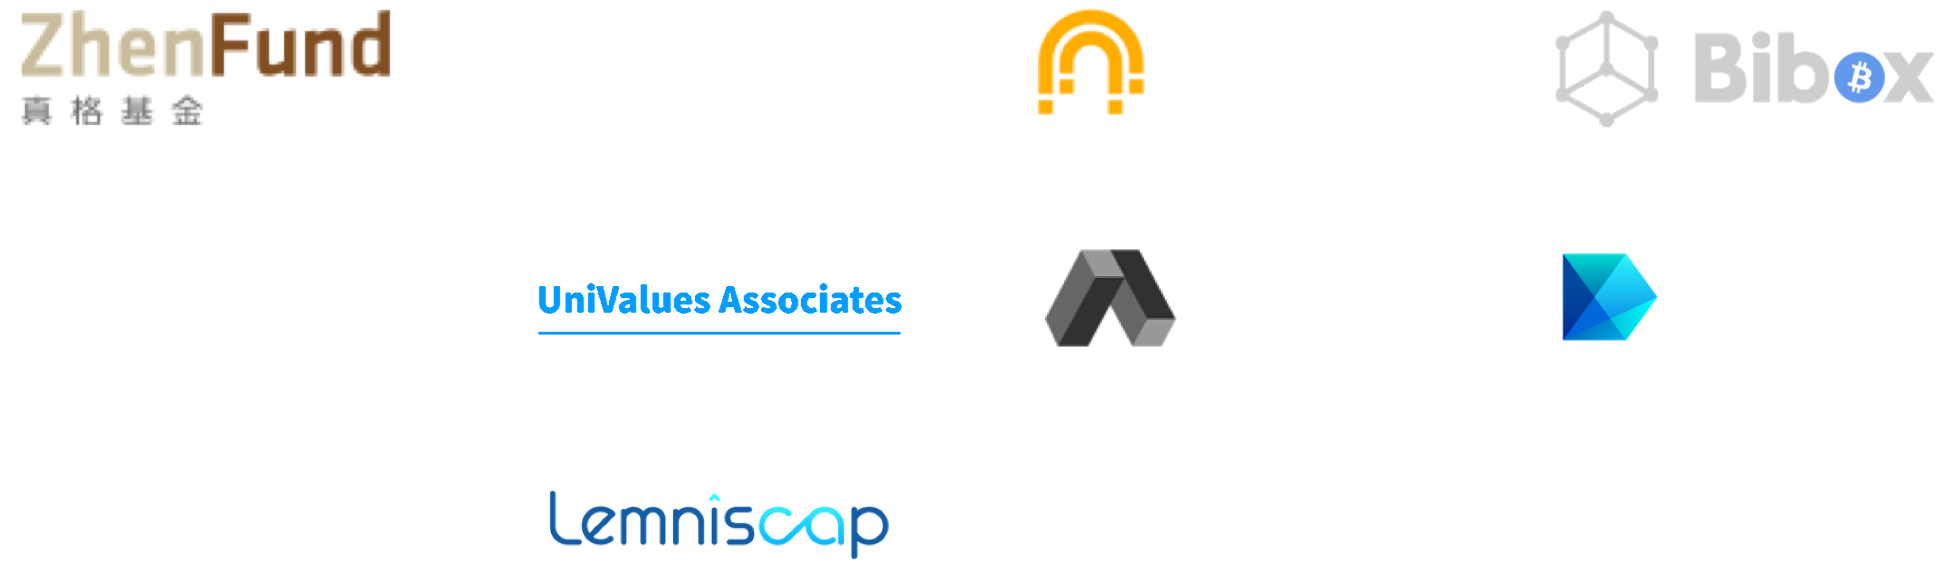 ZhenFund
真格基金
Bibox
UniValues Associates
Lemniscap